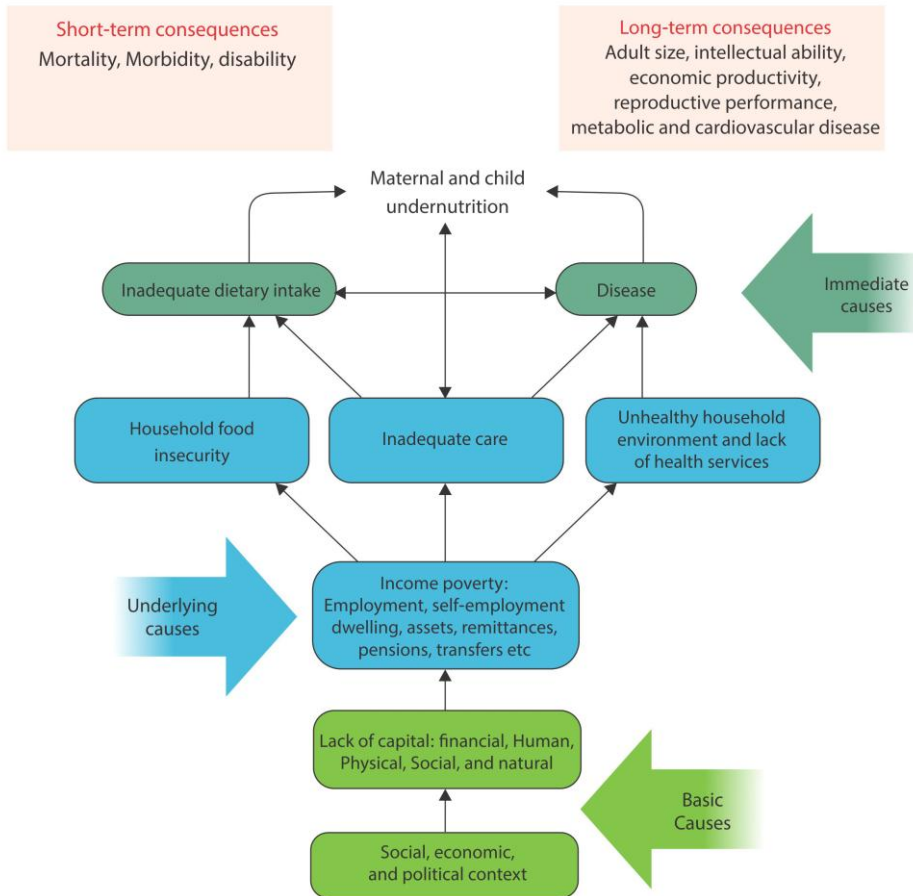 Short-term consequences
Mortality, Morbidity, disability
Long-term consequences
Adult size, intellectual ability,
economic productivity,
reproductive performance,
metabolic and cardiovascular disease
Maternal and child
undernutrition
Inadequate dietary intake
Disease
Immediate
causes
Household food
insecurity
Inadequate care
Unhealthy household
environment and lack
of health services
Underlying
causes
Income poverty:
Employment, self-employment
dwelling, assets, remittances,
pensions, transfers etc
Lack of capital: financial, Human,
Physical, Social, and natural
Basic
Causes
Social, economic,
and political context